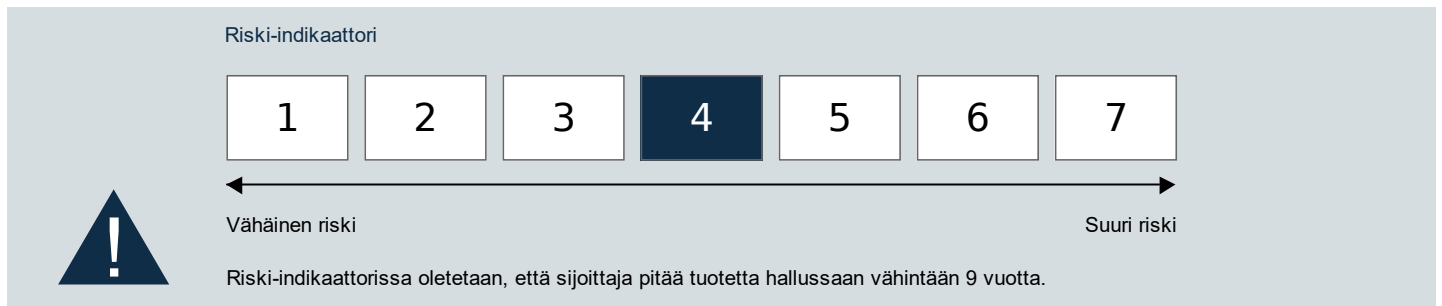 Riski-indikaattori
1 2 3 4 5 6 7
Vähäinen riski Suuri riski
!
Riski-indikaattorissa oletetaan, että sijoittaja pitää tuotetta hallussaan vähintään 9 vuotta.